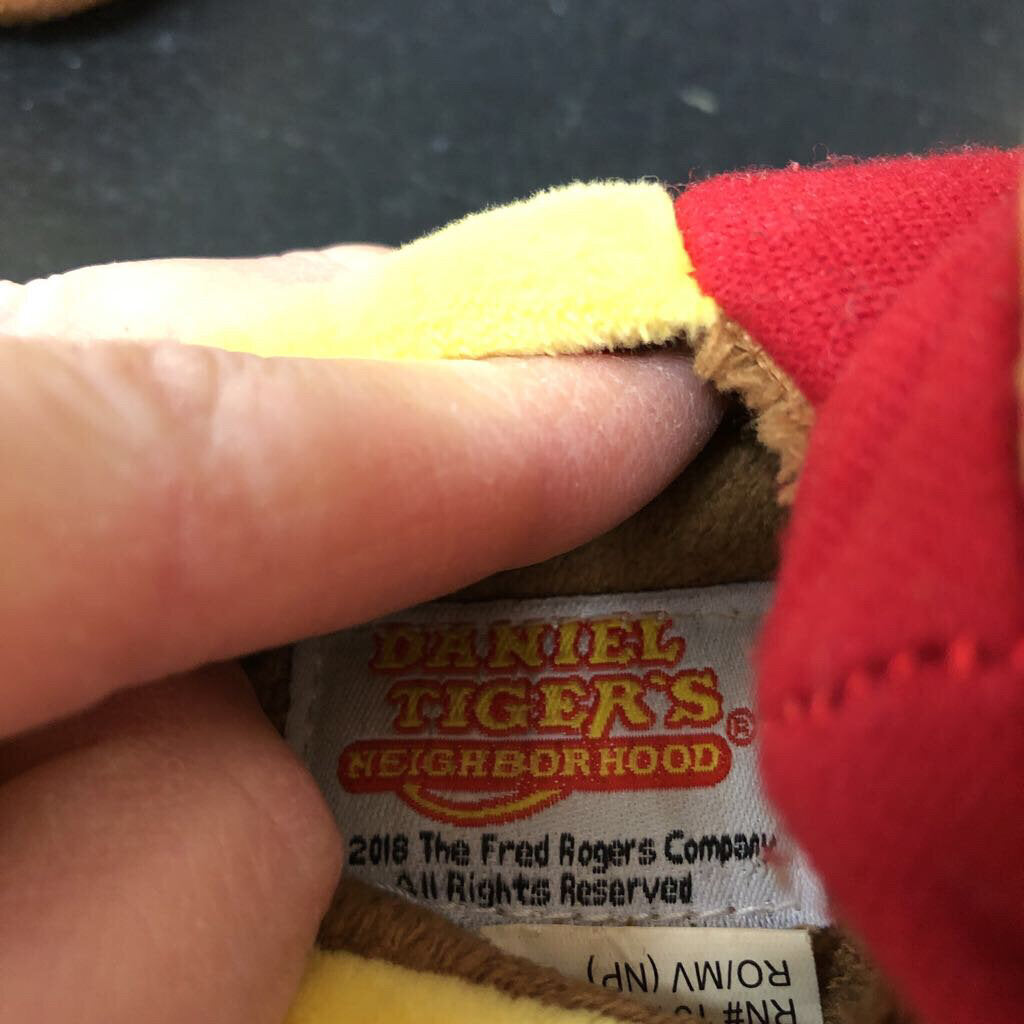 DANIEL
TIGER'S
NEIGHBORHOOD ®
2018 The Fred Rogers Company
All Rights Reserved
RO/MV (NP)
RN#